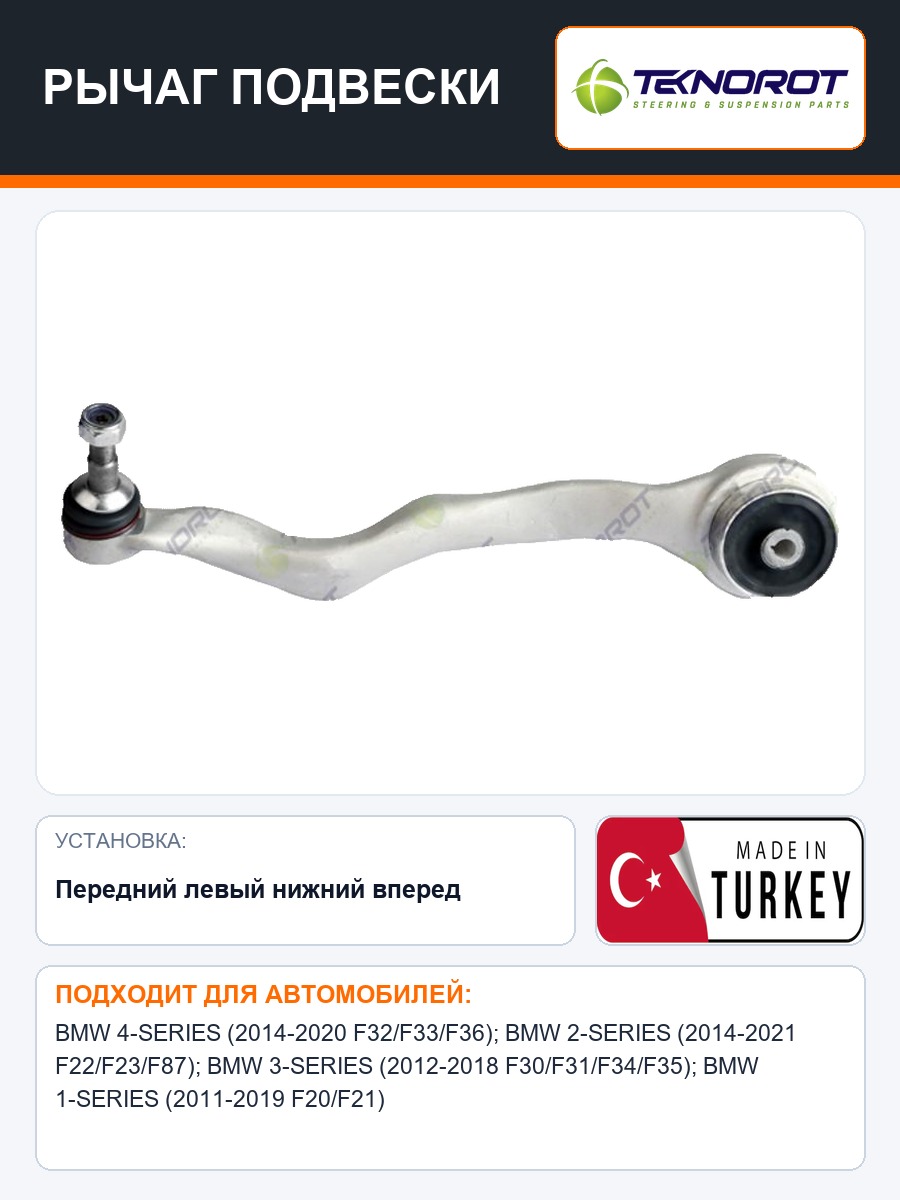 РЫЧАГ ПОДВЕСКИ
TEKNOROT
STEERING & SUSPENSION PARTS
NOROT
УСТАНОВКА:
Передний левый нижний вперед
MADE IN
TURKEY
ПОДХОДИТ ДЛЯ АВТОМОБИЛЕЙ:
BMW 4-SERIES (2014-2020 F32/F33/F36); BMW 2-SERIES (2014-2021
F22/F23/F87); BMW 3-SERIES (2012-2018 F30/F31/F34/F35); BMW
1-SERIES (2011-2019 F20/F21)